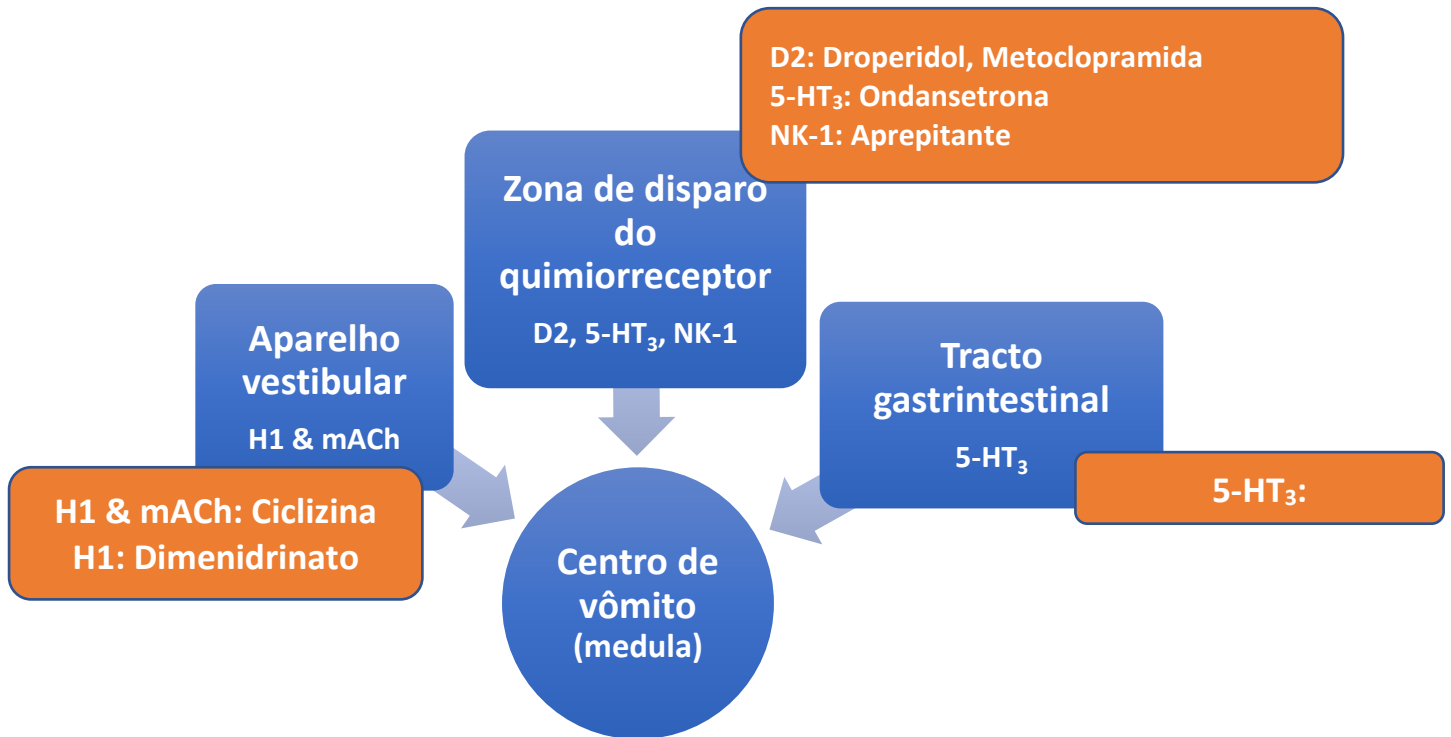 D2: Droperidol, Metoclopramida
5-HT₃: Ondansetrona
NK-1: Aprepitante
Zona de disparo
do
quimiorreceptor
D2, 5-HT₃, NK-1
Aparelho
vestibular
H1 & mACh
H1 & mACh: Ciclizina
H1: Dimenidrinato
Tracto
gastrintestinal
5-HT₃
5-HT₃:
Centro de
vômito
(medula)